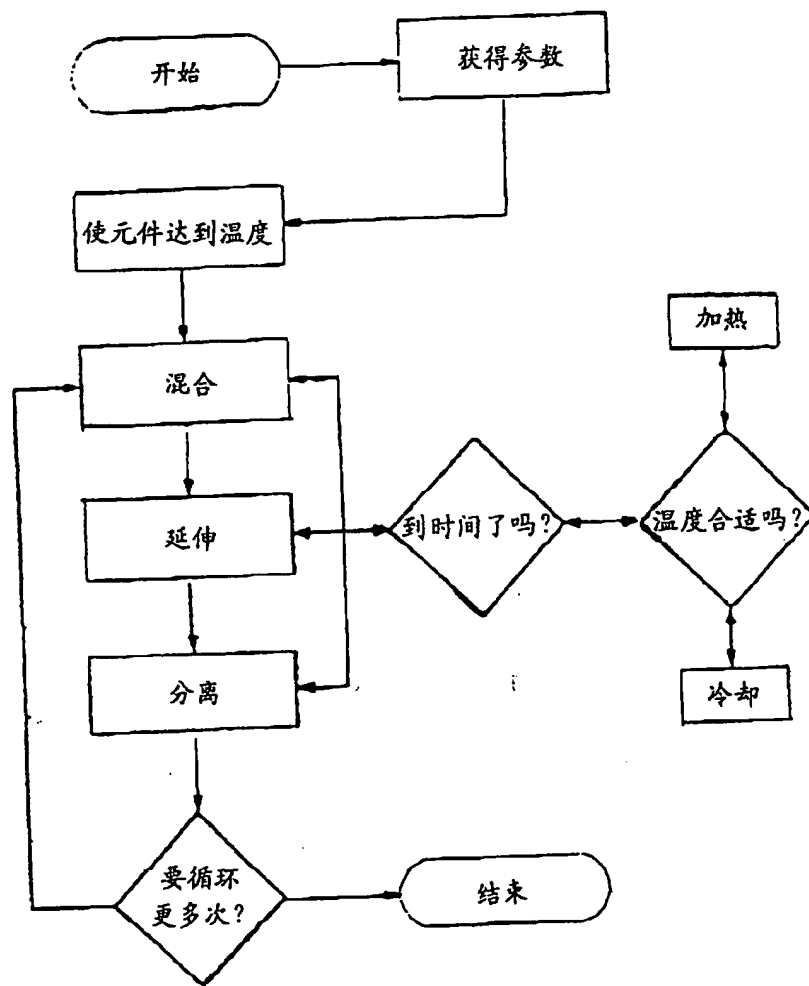 开始
获得参数
使元件达到温度
加热
混合
到时间了吗?
温度合适吗?
延伸
分离
冷却
要循环
更多次?
结束